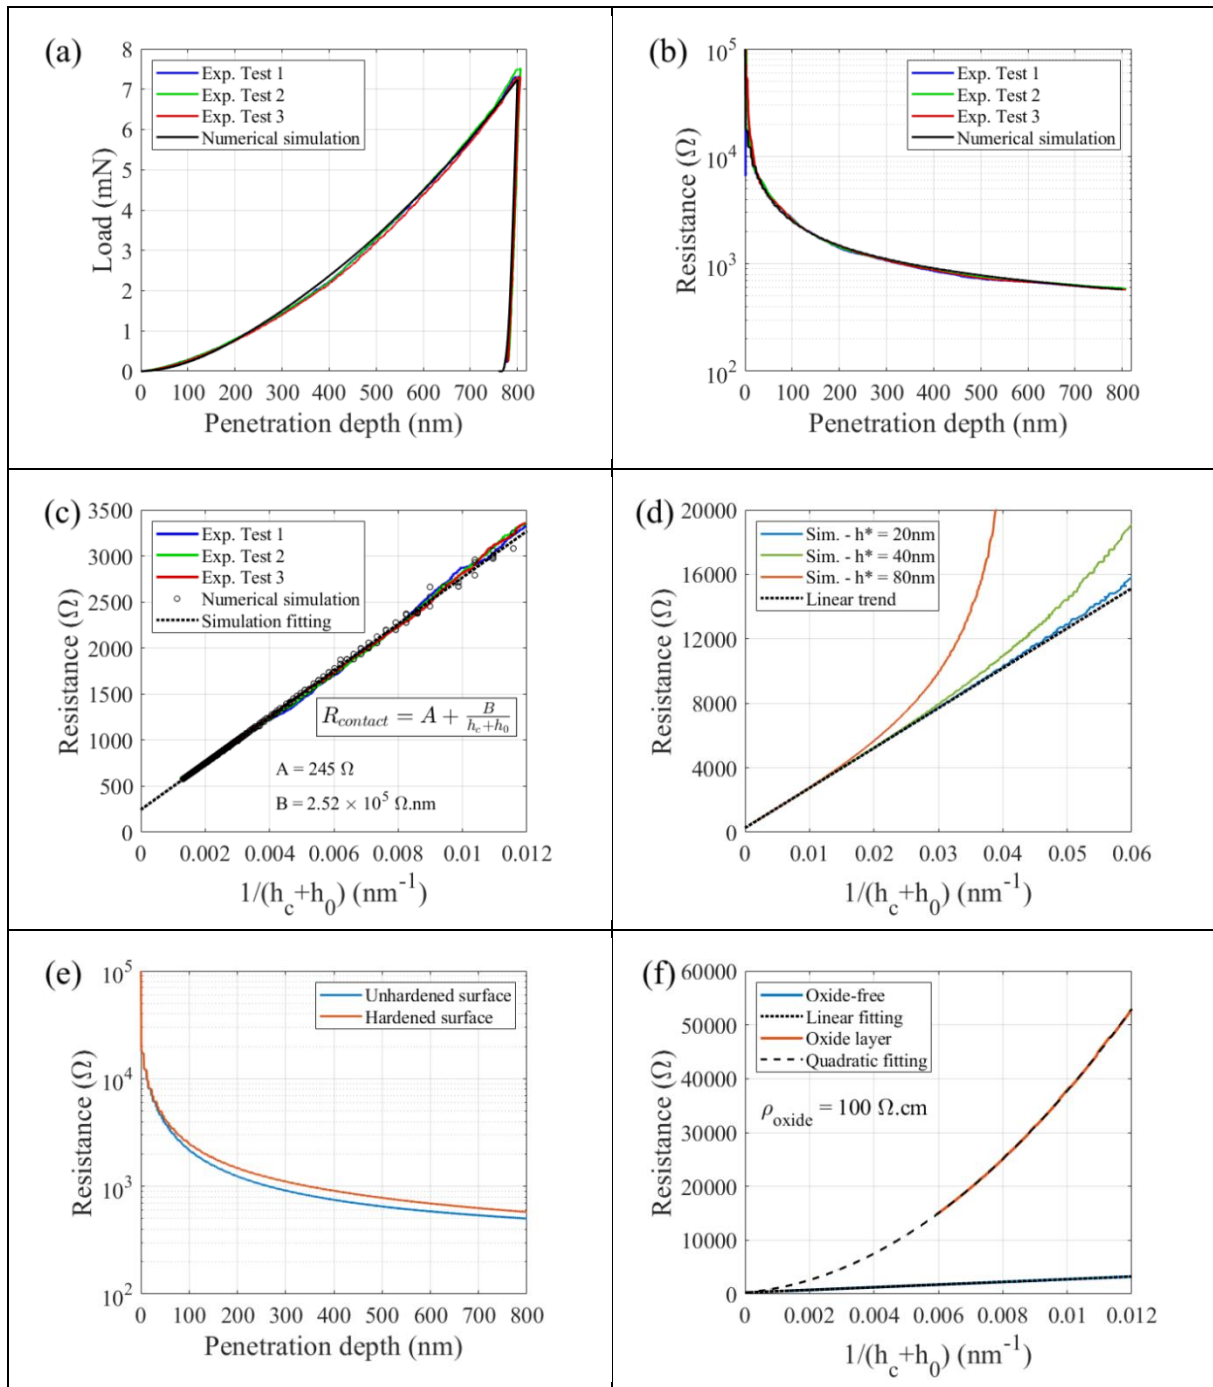 (a)
8
7
6
5
4
3
2
1
0
Load (mN)
Exp. Test 1
Exp. Test 2
Exp. Test 3
Numerical simulation
0 100 200 300 400 500 600 700 800
Penetration depth (nm)
(b)
10^5
10^4
10^3
10^2
Resistance (Ω)
Exp. Test 1
Exp. Test 2
Exp. Test 3
Numerical simulation
0 100 200 300 400 500 600 700 800
Penetration depth (nm)
(c)
3500
3000
2500
2000
1500
1000
500
0
Resistance (Ω)
Exp. Test 1
Exp. Test 2
Exp. Test 3
Numerical simulation
Simulation fitting
R_contact = A + B/(h_c+h_0)
A = 245 Ω
B = 2.52 × 10^5 Ω.nm
0 0.002 0.004 0.006 0.008 0.01 0.012
1/(h_c+h_0) (nm^-1)
(d)
20000
16000
12000
8000
4000
0
Resistance (Ω)
Sim. - h* = 20nm
Sim. - h* = 40nm
Sim. - h* = 80nm
Linear trend
0 0.01 0.02 0.03 0.04 0.05 0.06
1/(h_c+h_0) (nm^-1)
(e)
10^5
10^4
10^3
10^2
Resistance (Ω)
Unhardened surface
Hardened surface
0 100 200 300 400 500 600 700 800
Penetration depth (nm)
(f)
60000
50000
40000
30000
20000
10000
0
Resistance (Ω)
Oxide-free
Linear fitting
Oxide layer
Quadratic fitting
ρ_oxide = 100 Ω.cm
0 0.002 0.004 0.006 0.008 0.01 0.012
1/(h_c+h_0) (nm^-1)